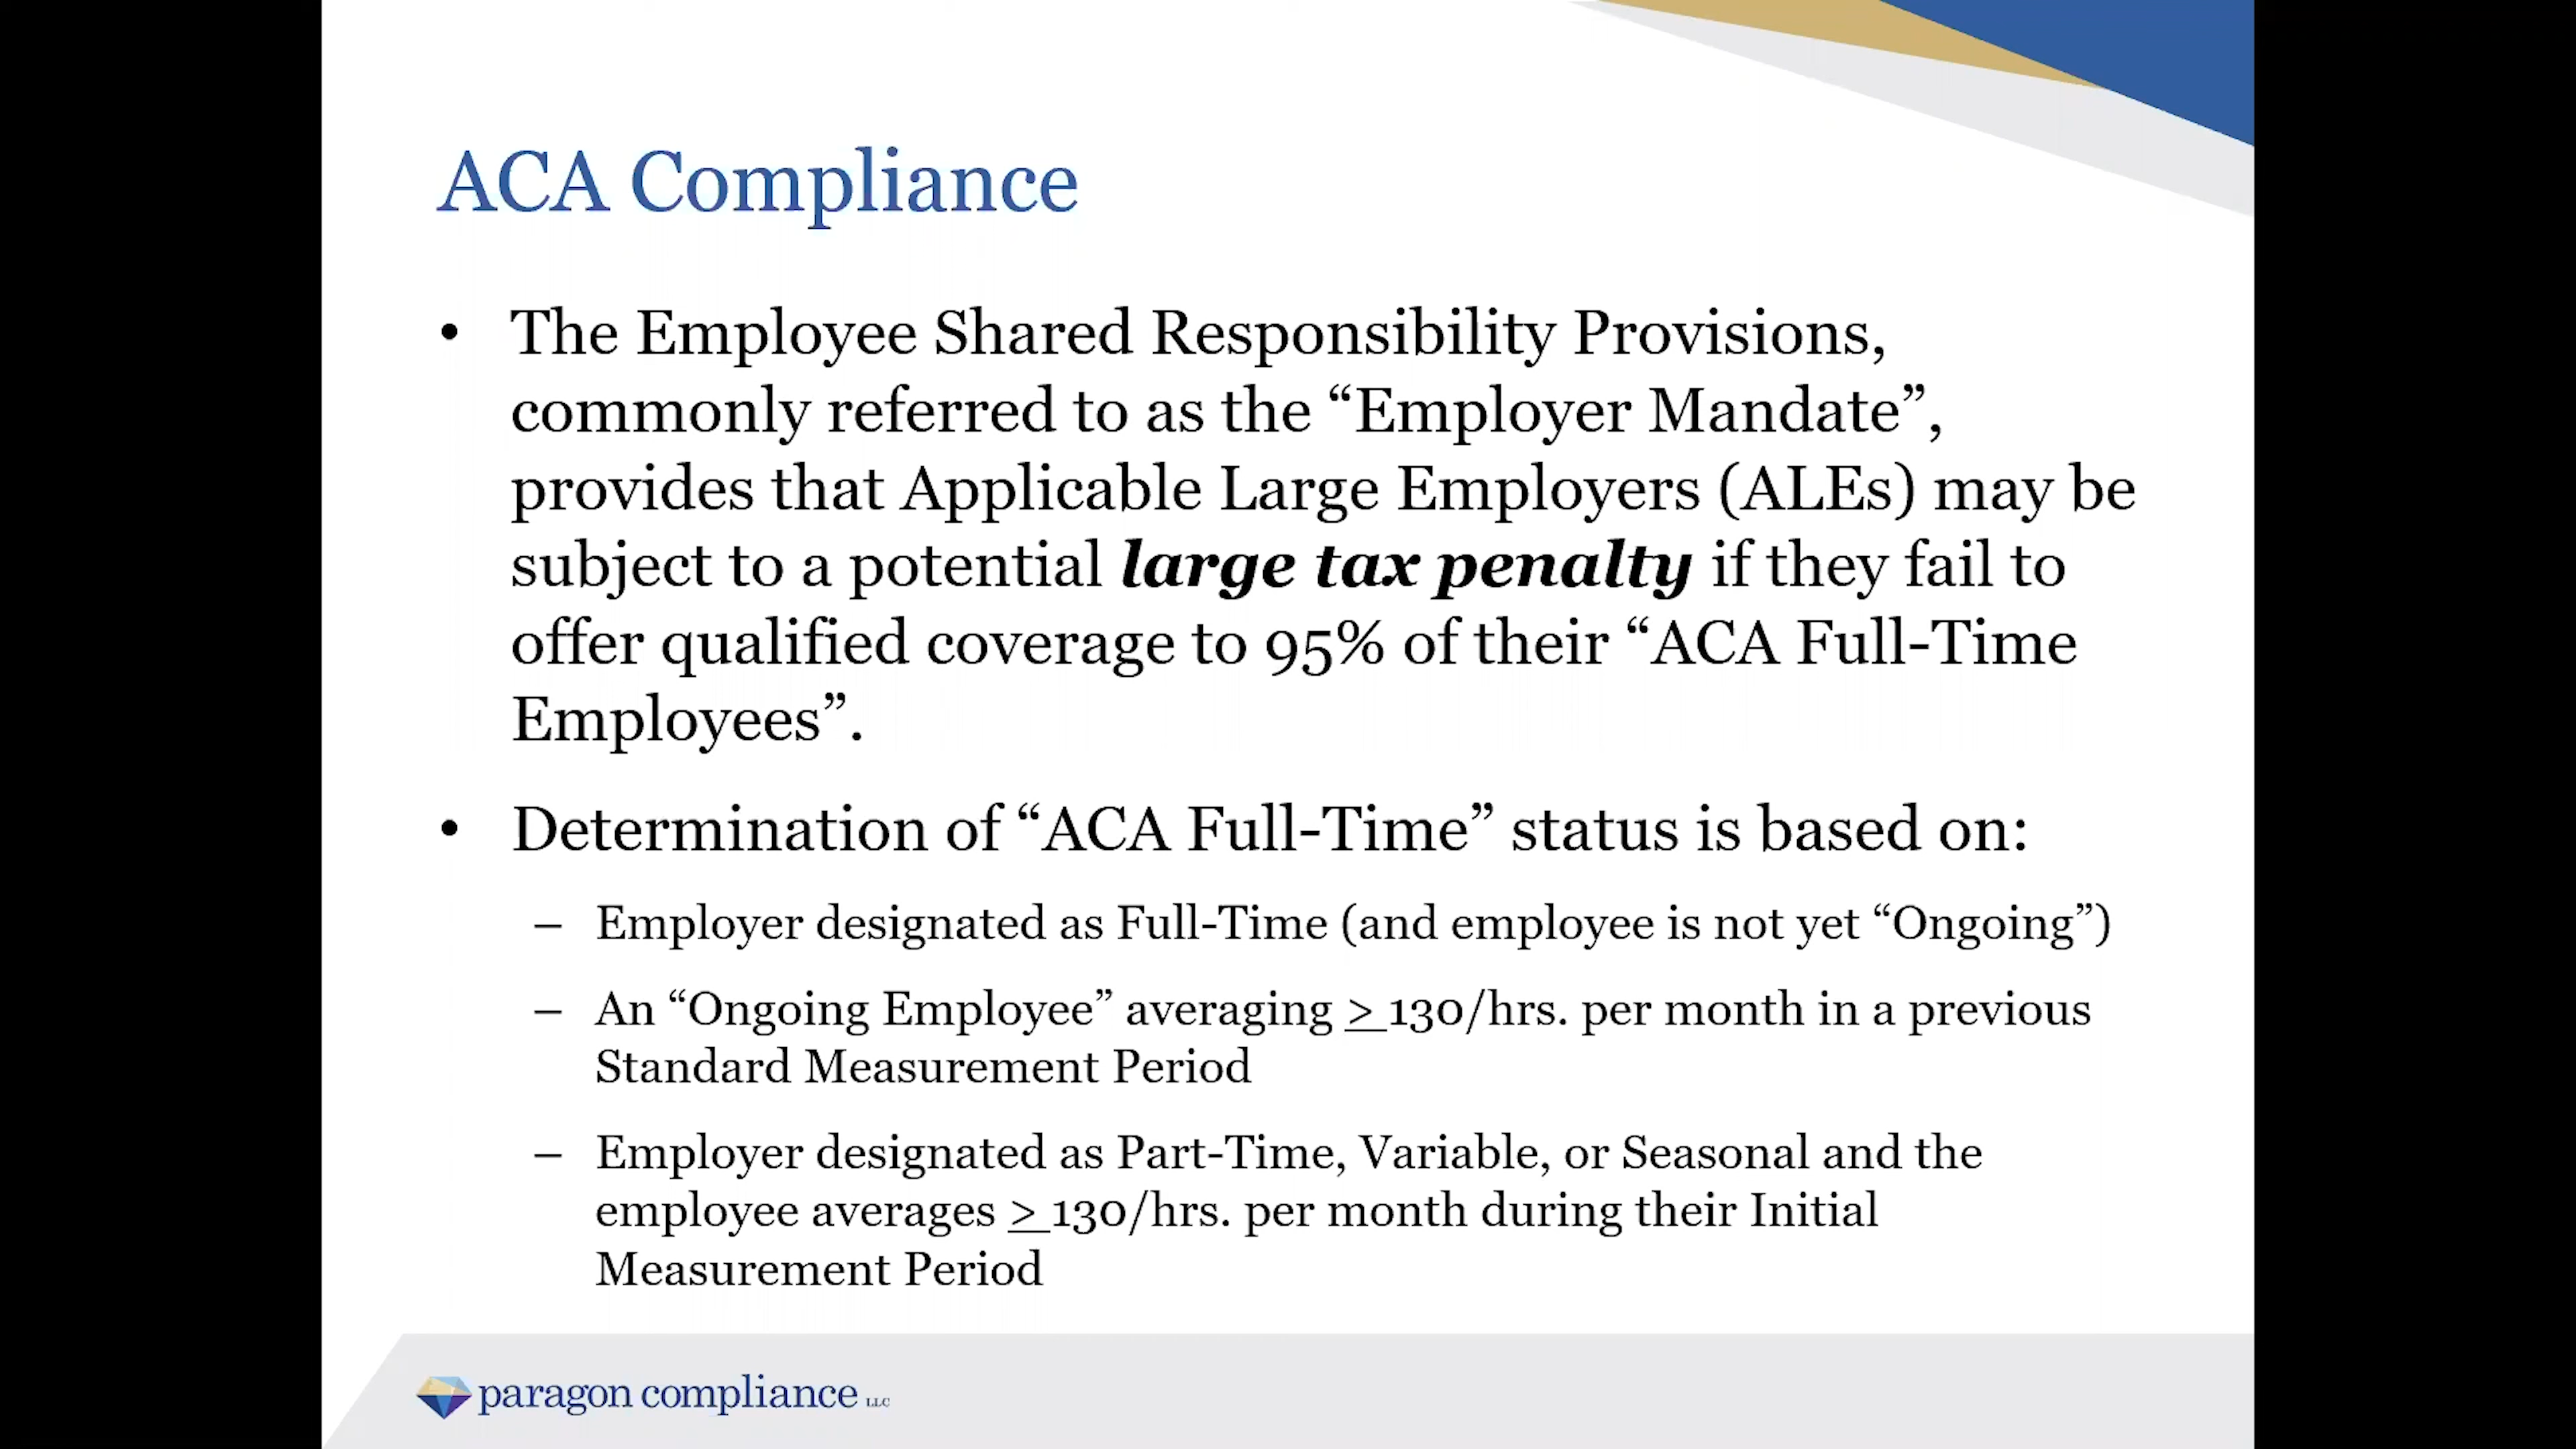 ACA Compliance
• The Employee Shared Responsibility Provisions,
commonly referred to as the “Employer Mandate”,
provides that Applicable Large Employers (ALEs) may be
subject to a potential large tax penalty if they fail to
offer qualified coverage to 95% of their “ACA Full-Time
Employees”.
• Determination of “ACA Full-Time” status is based on:
– Employer designated as Full-Time (and employee is not yet “Ongoing”)
– An “Ongoing Employee” averaging > 130/hrs. per month in a previous
Standard Measurement Period
– Employer designated as Part-Time, Variable, or Seasonal and the
employee averages > 130/hrs. per month during their Initial
Measurement Period
paragon compliance LLC